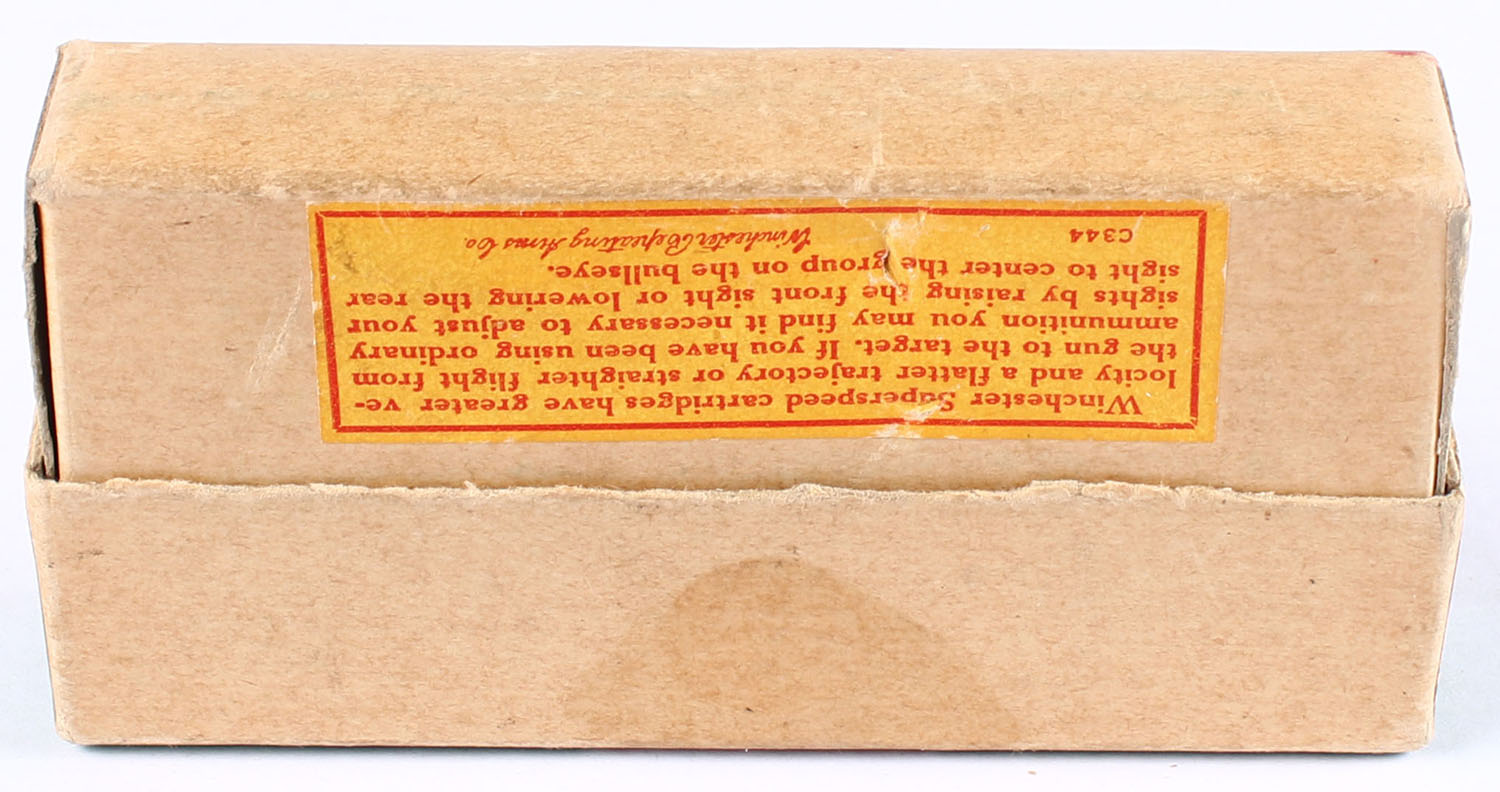 Winchester Superspeed cartridges have greater ve-
locity and a flatter trajectory or straighter flight from
the gun to the target. If you have been using ordinary
ammunition you may find it necessary to adjust your
sights by raising the front sight or lowering the rear
sight to center the group on the bullseye.
C344 Winchester Repeating Arms Co.